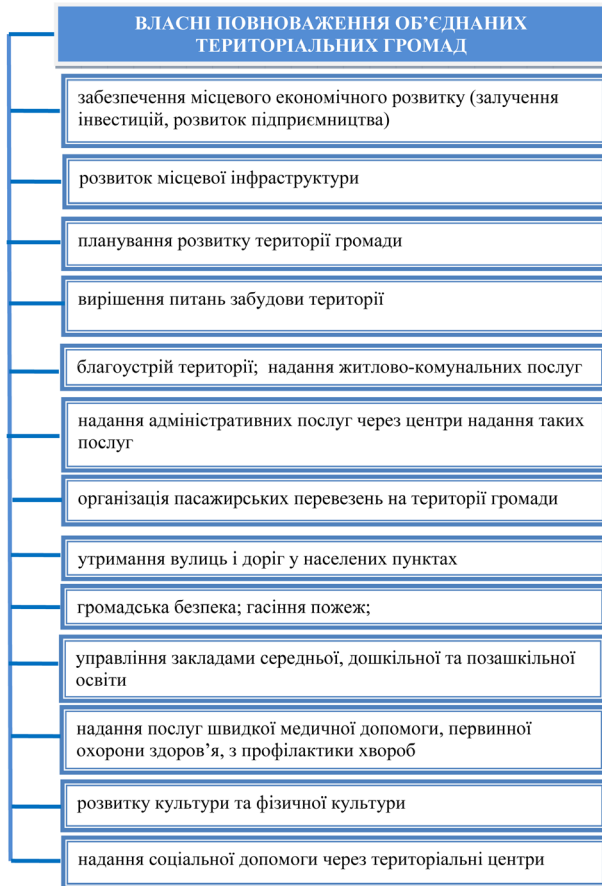 ВЛАСНІ ПОВНОВАЖЕННЯ ОБ’ЄДНАНИХ
ТЕРИТОРІАЛЬНИХ ГРОМАД
забезпечення місцевого економічного розвитку (залучення
інвестицій, розвиток підприємництва)
розвиток місцевої інфраструктури
планування розвитку території громади
вирішення питань забудови території
благоустрій території; надання житлово-комунальних послуг
надання адміністративних послуг через центри надання таких
послуг
організація пасажирських перевезень на території громади
утримання вулиць і доріг у населених пунктах
громадська безпека; гасіння пожеж;
управління закладами середньої, дошкільної та позашкільної
освіти
надання послуг швидкої медичної допомоги, первинної
охорони здоров’я, з профілактики хвороб
розвитку культури та фізичної культури
надання соціальної допомоги через територіальні центри